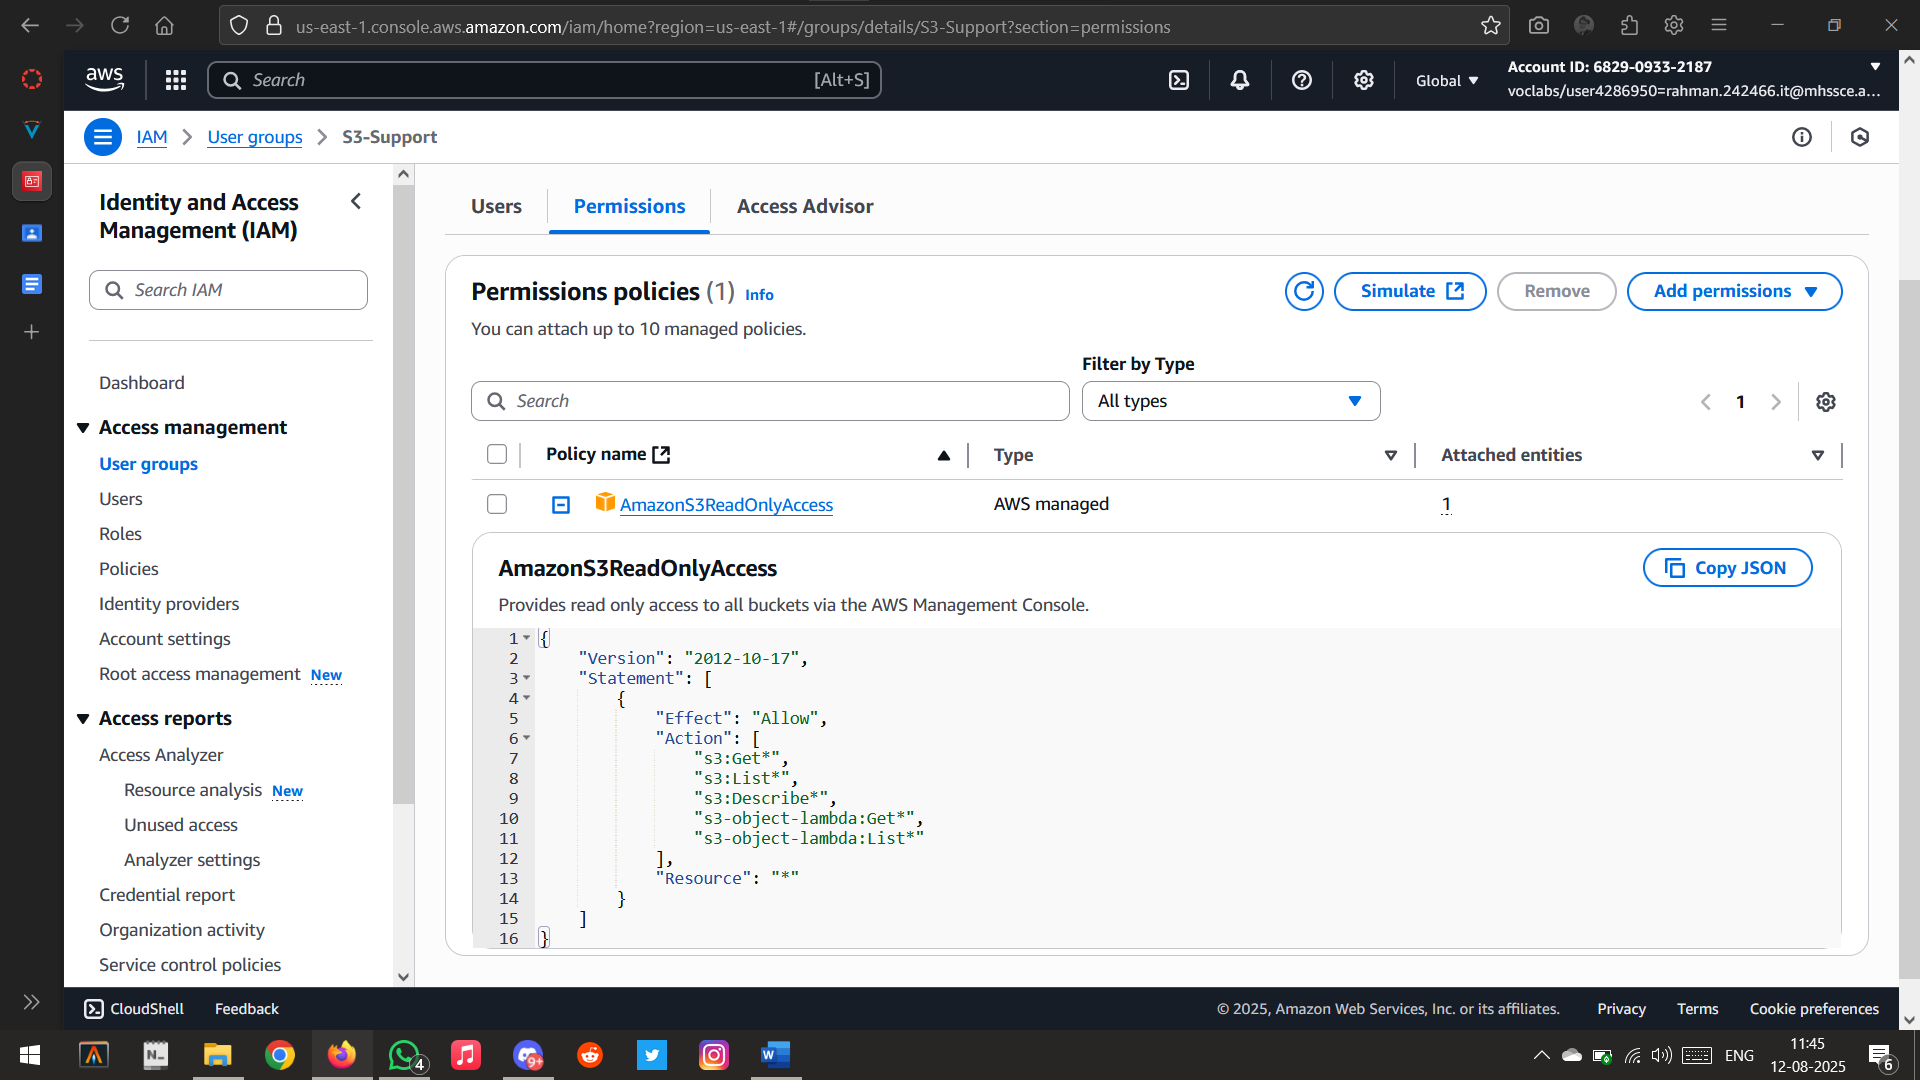 us-east-1.console.aws.amazon.com/iam/home?region=us-east-1#/groups/details/S3-Support?section=permissions
aws
Search
[Alt+S]
Global
Account ID: 6829-0933-2187
voclabs/user4286950=rahman.242466.it@mhssce.a...
IAM
User groups
S3-Support
Identity and Access Management (IAM)
Search IAM
Dashboard
Access management
User groups
Users
Roles
Policies
Identity providers
Account settings
Root access management New
Access reports
Access Analyzer
Resource analysis New
Unused access
Analyzer settings
Credential report
Organization activity
Service control policies
Users
Permissions
Access Advisor
Permissions policies (1) Info
You can attach up to 10 managed policies.
Simulate
Remove
Add permissions
Search
Filter by Type
All types
1
Policy name
Type
Attached entities
AmazonS3ReadOnlyAccess
AWS managed
1
AmazonS3ReadOnlyAccess
Provides read only access to all buckets via the AWS Management Console.
Copy JSON
1 {
2 "Version": "2012-10-17",
3 "Statement": [
4 {
5 "Effect": "Allow",
6 "Action": [
7 "s3:Get*",
8 "s3:List*",
9 "s3:Describe*",
10 "s3-object-lambda:Get*",
11 "s3-object-lambda:List*"
12 ],
13 "Resource": "*"
14 }
15 ]
16 }
CloudShell
Feedback
© 2025, Amazon Web Services, Inc. or its affiliates.
Privacy
Terms
Cookie preferences
N_
4
9+
W
ENG
11:45
12-08-2025
6